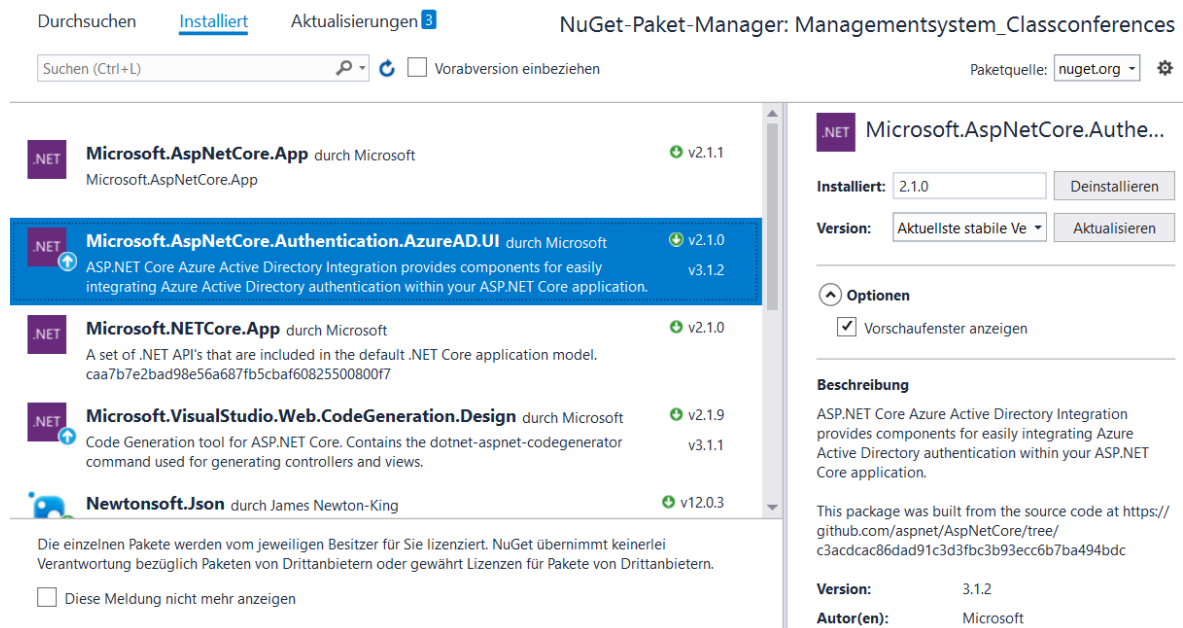 Durchsuchen
Installiert
Aktualisierungen 3
NuGet-Paket-Manager: Managementsystem_Classconferences
Suchen (Ctrl+L)
Vorabversion einbeziehen
Paketquelle: nuget.org
.NET
Microsoft.AspNetCore.App durch Microsoft
v2.1.1
Microsoft.AspNetCore.App
.NET
Microsoft.AspNetCore.Authentication.AzureAD.UI durch Microsoft
v2.1.0
ASP.NET Core Azure Active Directory Integration provides components for easily
v3.1.2
integrating Azure Active Directory authentication within your ASP.NET Core application.
.NET
Microsoft.NETCore.App durch Microsoft
v2.1.0
A set of .NET API's that are included in the default .NET Core application model.
caa7b7e2bad98e56a687fb5cbaf60825500800f7
.NET
Microsoft.VisualStudio.Web.CodeGeneration.Design durch Microsoft
v2.1.9
Code Generation tool for ASP.NET Core. Contains the dotnet-aspnet-codegenerator
v3.1.1
command used for generating controllers and views.
Newtonsoft.Json durch James Newton-King
v12.0.3
Die einzelnen Pakete werden vom jeweiligen Besitzer für Sie lizenziert. NuGet übernimmt keinerlei
Verantwortung bezüglich Paketen von Drittanbietern oder gewährt Lizenzen für Pakete von Drittanbietern.
Diese Meldung nicht mehr anzeigen
.NET
Microsoft.AspNetCore.Authe...
Installiert: 2.1.0
Deinstallieren
Version: Aktuellste stabile Ve
Aktualisieren
Optionen
Vorschaufenster anzeigen
Beschreibung
ASP.NET Core Azure Active Directory Integration
provides components for easily integrating Azure
Active Directory authentication within your ASP.NET
Core application.
This package was built from the source code at https://
github.com/aspnet/AspNetCore/tree/
c3acdcac86dad91c3d3fbc3b93ecc6b7ba494bdc
Version: 3.1.2
Autor(en): Microsoft